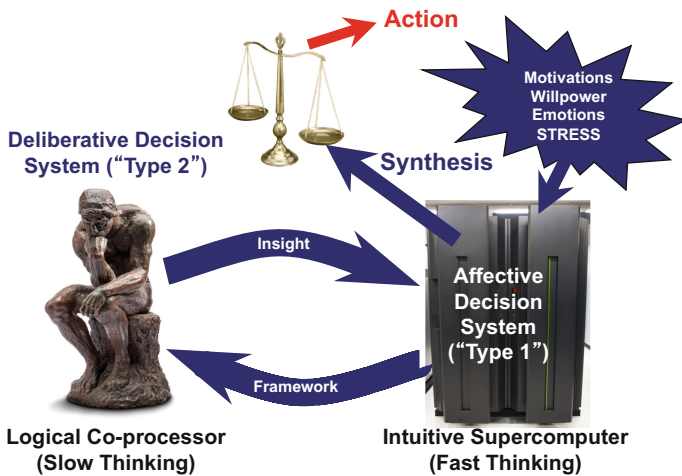 Action
Motivations
Willpower
Emotions
STRESS
Deliberative Decision
System (“Type 2”)
Synthesis
Insight
Affective
Decision
System
(“Type 1”)
Framework
Logical Co-processor
(Slow Thinking)
Intuitive Supercomputer
(Fast Thinking)